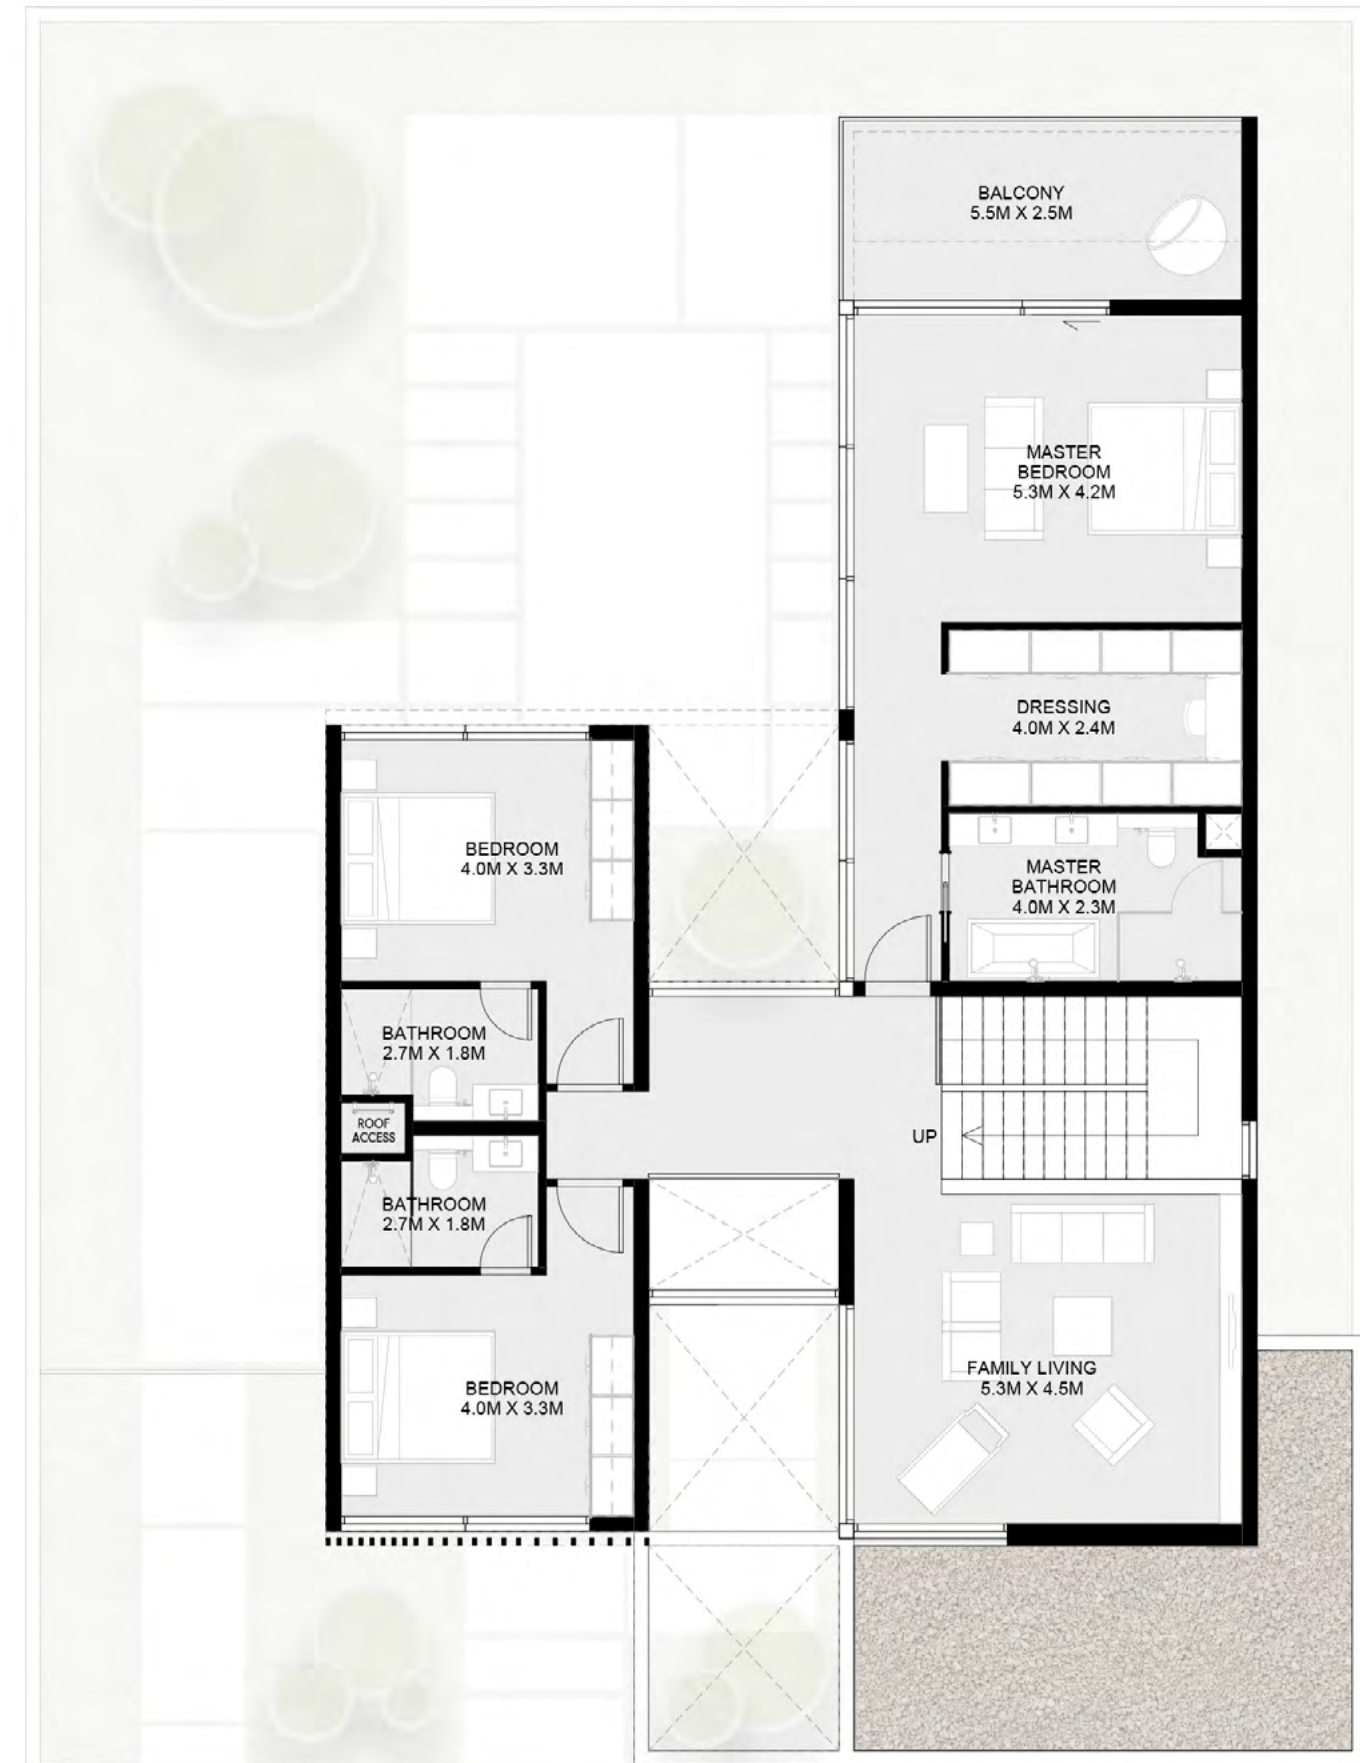 BALCONY
5.5M X 2.5M
MASTER
BEDROOM
5.3M X 4.2M
DRESSING
4.0M X 2.4M
BEDROOM
4.0M X 3.3M
MASTER
BATHROOM
4.0M X 2.3M
BATHROOM
2.7M X 1.8M
ROOF
ACCESS
UP
BATHROOM
2.7M X 1.8M
FAMILY LIVING
5.3M X 4.5M
BEDROOM
4.0M X 3.3M